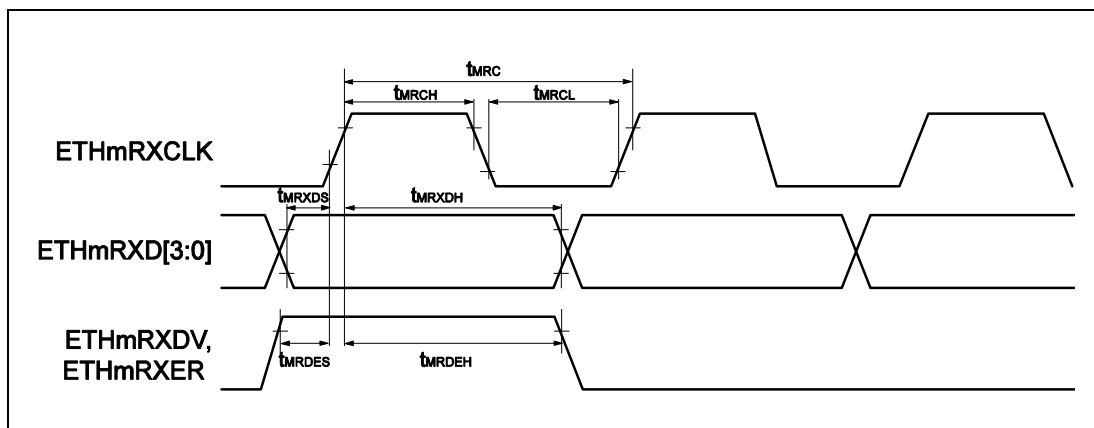 tMRC
tMRCH
tMRCL
ETHmRXCLK
tMRXDS
tMRXDH
ETHmRXD[3:0]
ETHmRXDV,
ETHmRXER
tMRDES
tMRDEH